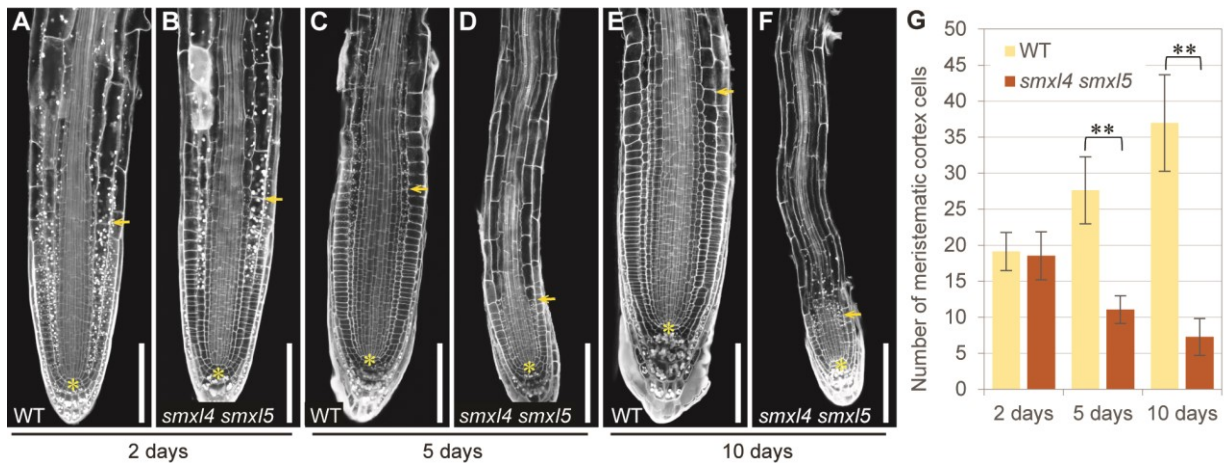 A
B
C
D
E
F
G
WT
smxl4 smxl5
WT
smxl4 smxl5
WT
smxl4 smxl5
2 days
5 days
10 days
Number of meristematic cortex cells
50
45
40
35
30
25
20
15
10
5
0
WT
smxl4 smxl5
**
**
2 days
5 days
10 days